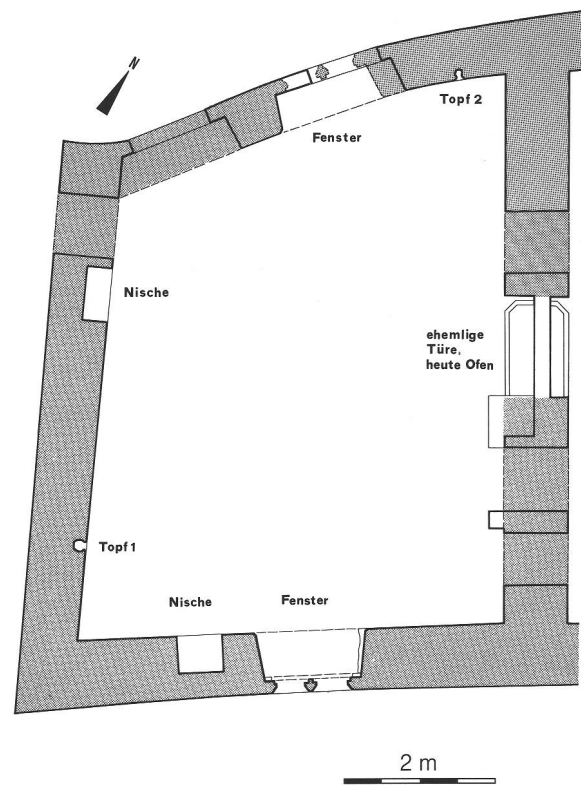 N
Topf 2
Fenster
Nische
ehemlige
Türe,
heute Ofen
Topf 1
Nische
Fenster
2 m